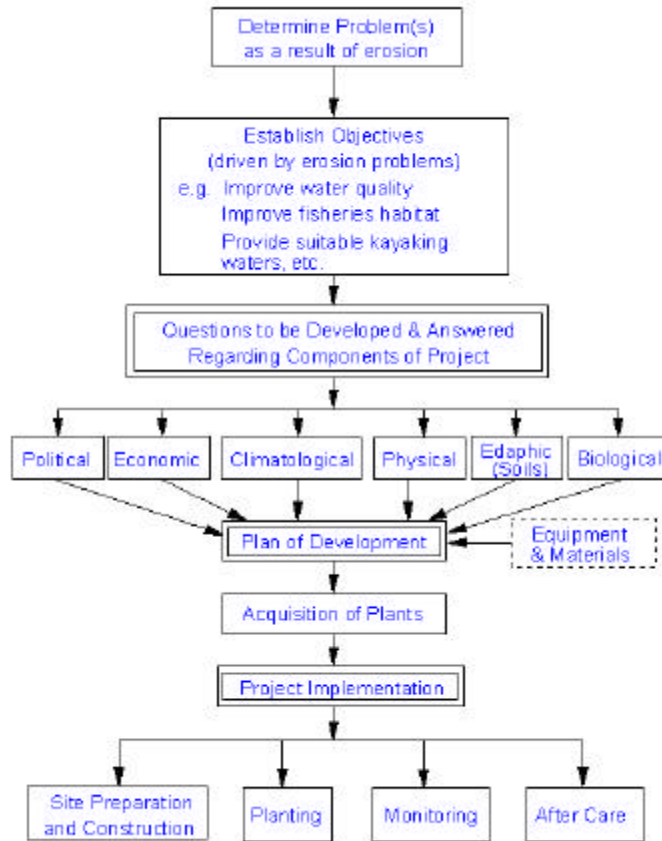 Determine Problem(s)
as a result of erosion
Establish Objectives
(driven by erosion problems)
e.g. Improve water quality
Improve fisheries habitat
Provide suitable kayaking
waters, etc.
Questions to be Developed & Answered
Regarding Components of Project
Political
Economic
Climatological
Physical
Edaphic
(Soils)
Biological
Plan of Development
Equipment
& Materials
Acquisition of Plants
Project Implementation
Site Preparation
and Construction
Planting
Monitoring
After Care